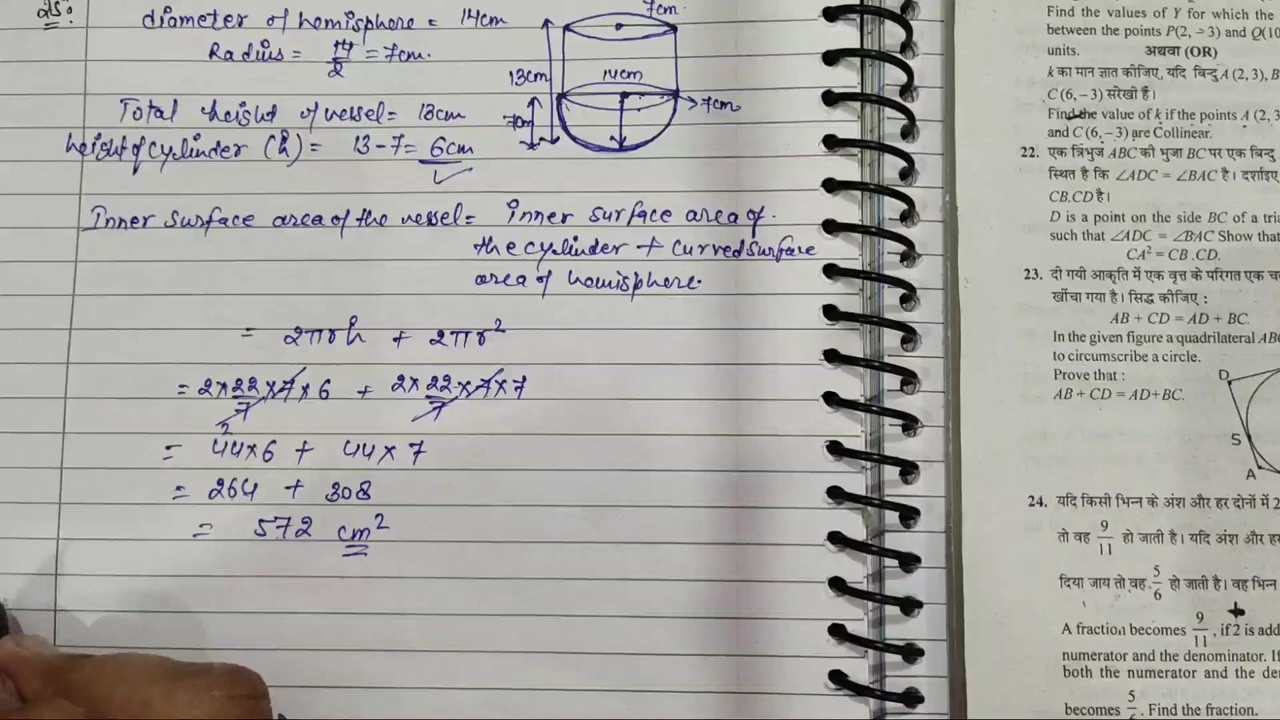 25:
diameter of hemisphere = 14cm
Radius = 14/2 = 7cm.
Total height of vessel = 13cm
height of cylinder (h) = 13-7= 6cm
7cm.
13cm
14cm
7cm
7cm
Inner surface area of the vessel = inner surface area of.
the cylinder + curved surface
area of hemisphere.
= 2πrh + 2πr²
= 2×22/7×7×6 + 2×22/7×7×7
= 44×6 + 44×7
= 264 + 308
= 572 cm²
Find the values of Y for which the
between the points P(2, -3) and Q(10
units. अथवा (OR)
k का मान ज्ञात कीजिए, यदि बिन्दु A (2, 3), B
C (6, -3) संरेखी हैं।
Find the value of k if the points A (2, 3
and C (6, -3) are Collinear.
22. एक त्रिभुज ABC की भुजा BC पर एक बिन्दु
स्थित है कि ∠ADC = ∠BAC है। दर्शाइए
CB.CD है।
D is a point on the side BC of a tri
such that ∠ADC = ∠BAC Show that
CA² = CB .CD.
23. दी गयी आकृति में एक वृत्त के परिगत एक च
खींचा गया है। सिद्ध कीजिए :
AB + CD = AD + BC.
In the given figure a quadrilateral AB
to circumscribe a circle.
Prove that :
AB + CD = AD+BC.
D
S
A
24. यदि किसी भिन्न के अंश और हर दोनों में 2
तो वह 9/11 हो जाती है। यदि अंश और हर
दिया जाय तो वह 5/6 हो जाती है। वह भिन्न
A fraction becomes 9/11, if 2 is add
numerator and the denominator. If
both the numerator and the de
becomes 5/. Find the fraction.